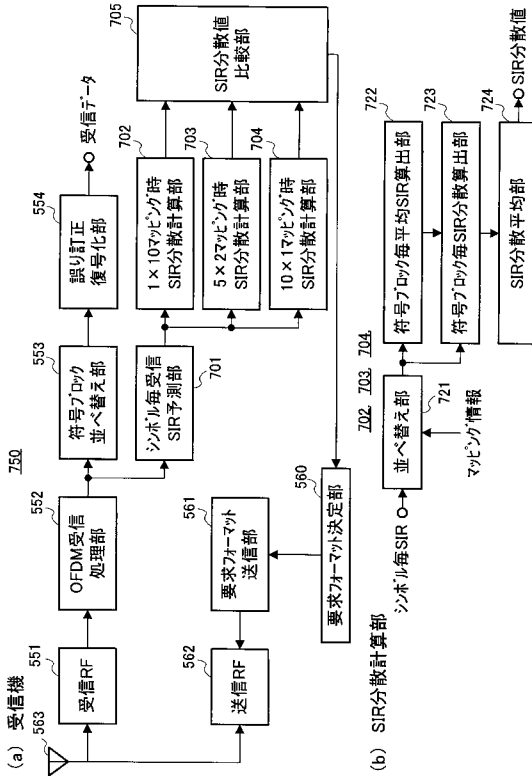 (a) 受信機
750
563
551
受信RF
552
OFDM受信
処理部
553
符号ブロック
並べ替え部
554
誤り訂正
復号化部
受信データ
701
シンボル毎受信
SIR予測部
702
1×10マッピング時
SIR分散計算部
703
5×2マッピング時
SIR分散計算部
704
10×1マッピング時
SIR分散計算部
705
SIR分散値
比較部
562
送信RF
561
要求フォーマット
送信部
560
要求フォーマット決定部
(b) SIR分散計算部
702 703 704
シンボル毎SIR
並べ替え部
721
マッピング情報
符号ブロック毎平均SIR算出部
722
符号ブロック毎SIR分散算出部
723
SIR分散平均部
724
SIR分散値